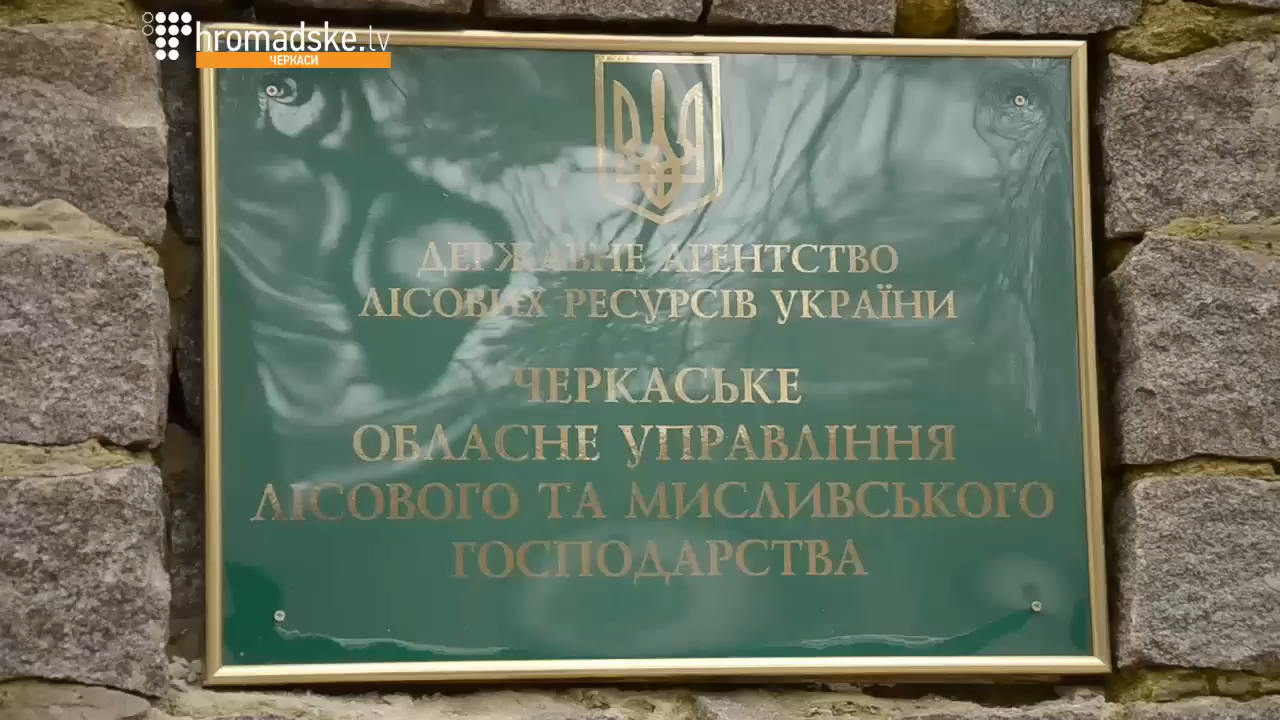 hromadske.tv
ЧЕРКАСИ
ДЕРЖАВНЕ АГЕНТСТВО
ЛІСОВИХ РЕСУРСІВ УКРАЇНИ
ЧЕРКАСЬКЕ
ОБЛАСНЕ УПРАВЛІННЯ
ЛІСОВОГО ТА МИСЛИВСЬКОГО
ГОСПОДАРСТВА